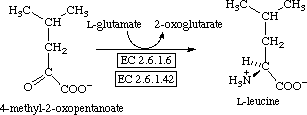 H₃C CH₃
CH
CH₂
C
O COO⁻
4-methyl-2-oxopentanoate
L-glutamate 2-oxoglutarate
EC 2.6.1.6
EC 2.6.1.42
H₃C CH₃
CH
CH₂
H C
H₃N⁺ COO⁻
L-leucine